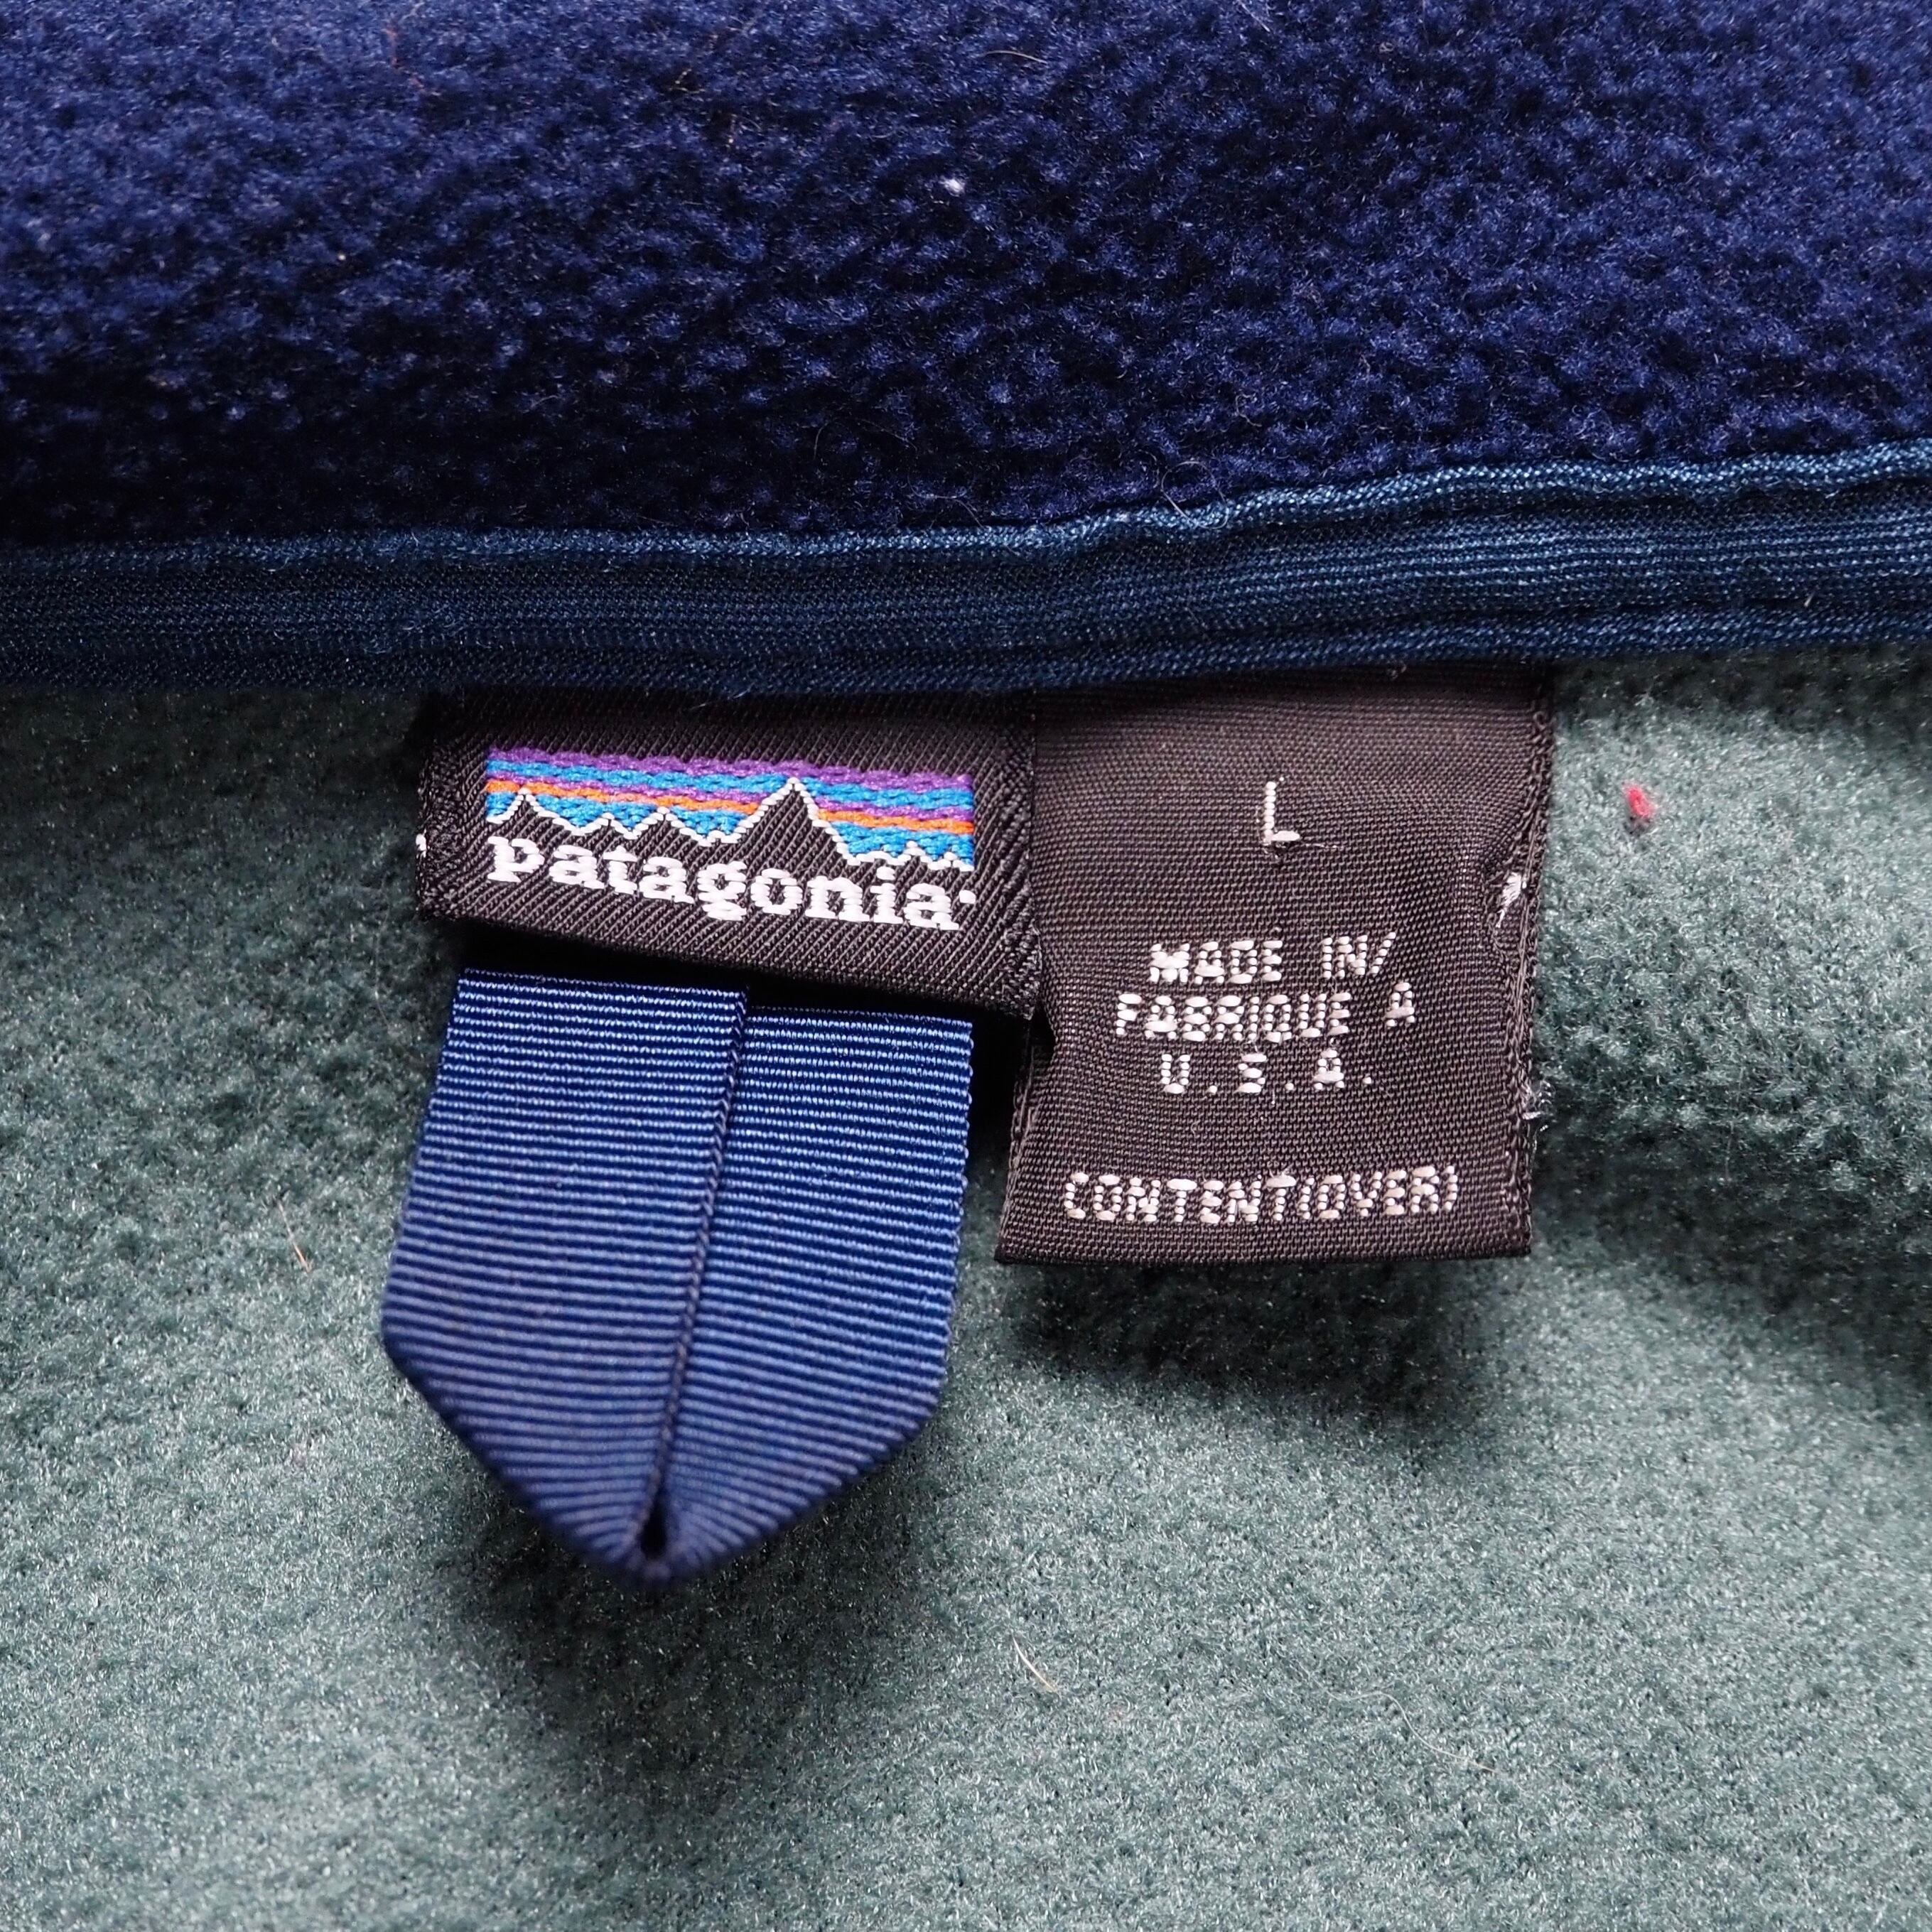 patagonia
L
MADE IN/
FABRIQUE A
U.S.A.
CONTENT(OVER)